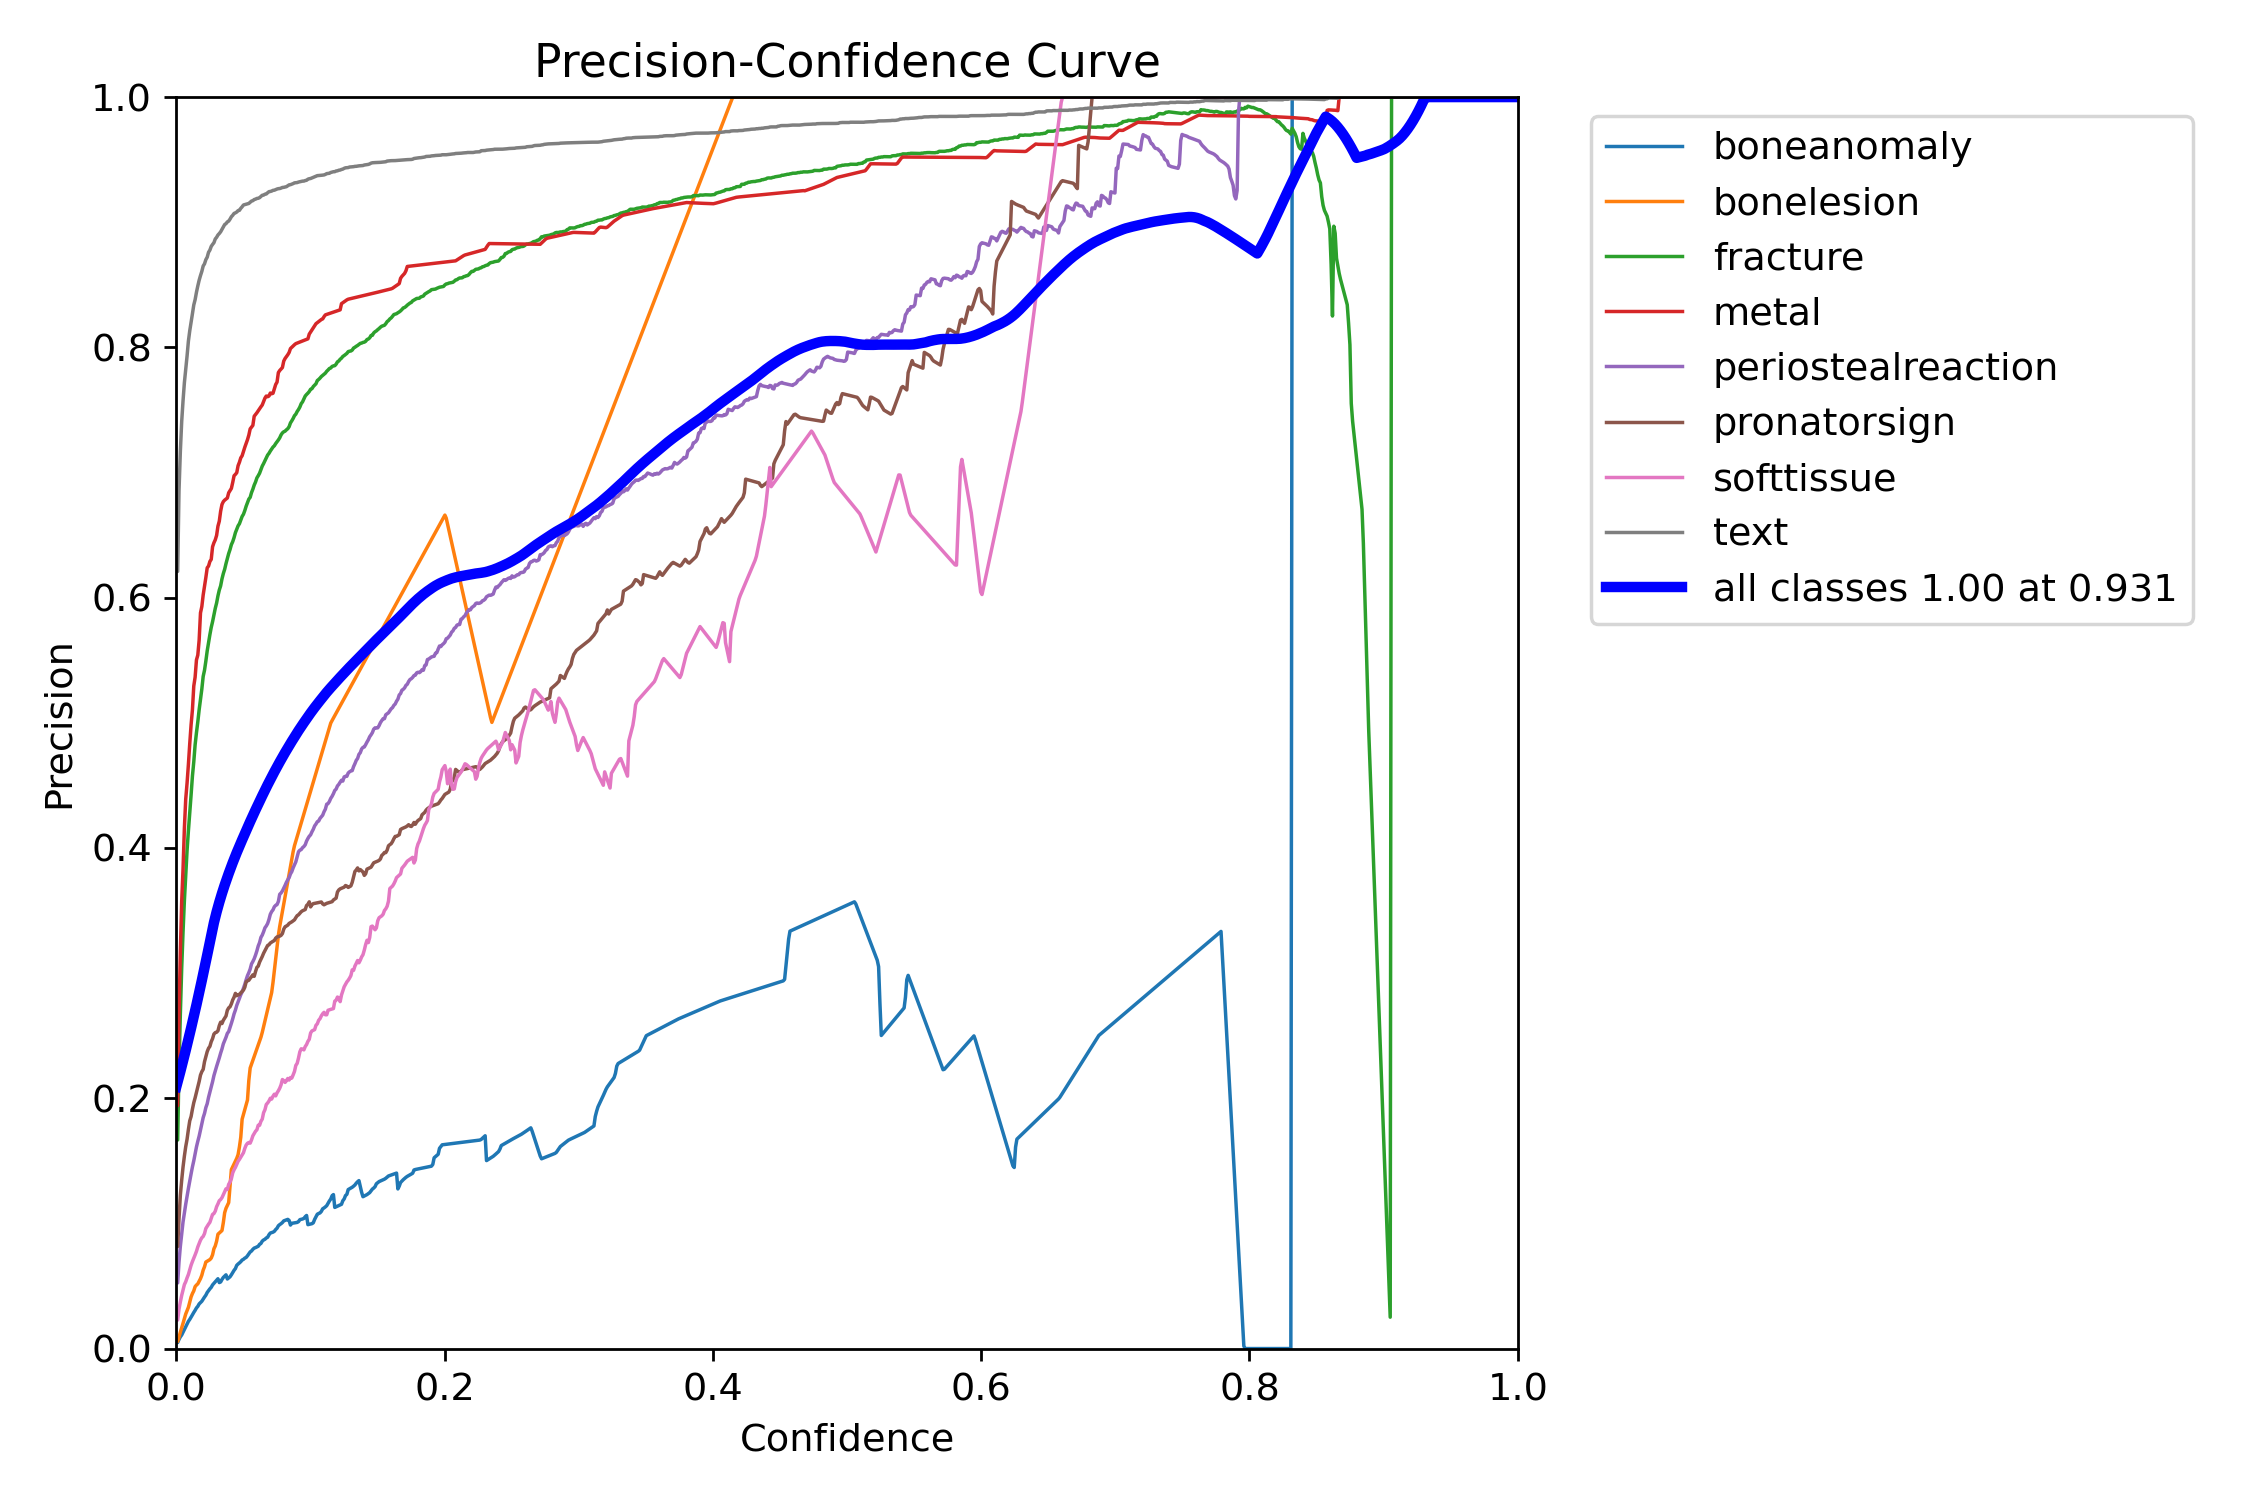 Precision-Confidence Curve
1.0
0.8
0.6
0.4
0.2
0.0
Precision
0.0 0.2 0.4 0.6 0.8 1.0
Confidence
boneanomaly
bonelesion
fracture
metal
periostealreaction
pronatorsign
softtissue
text
all classes 1.00 at 0.931